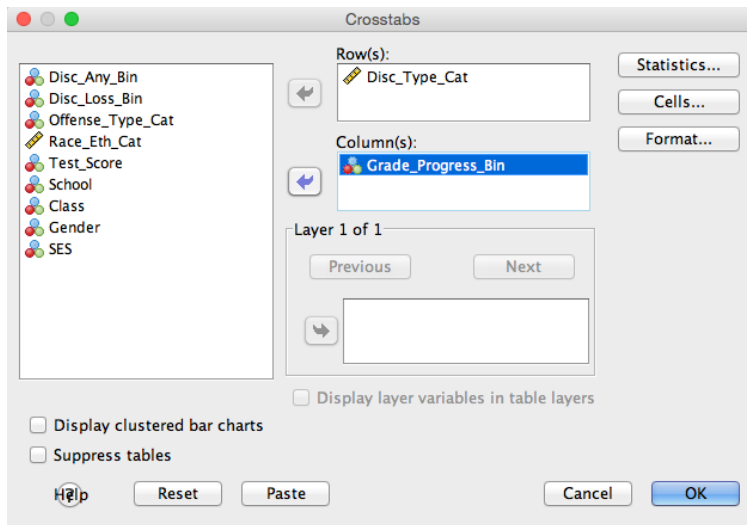 Crosstabs
Disc_Any_Bin
Disc_Loss_Bin
Offense_Type_Cat
Race_Eth_Cat
Test_Score
School
Class
Gender
SES
Row(s):
Disc_Type_Cat
Column(s):
Grade_Progress_Bin
Layer 1 of 1
Previous Next
Display layer variables in table layers
Statistics...
Cells...
Format...
Display clustered bar charts
Suppress tables
Help ? Reset Paste Cancel OK